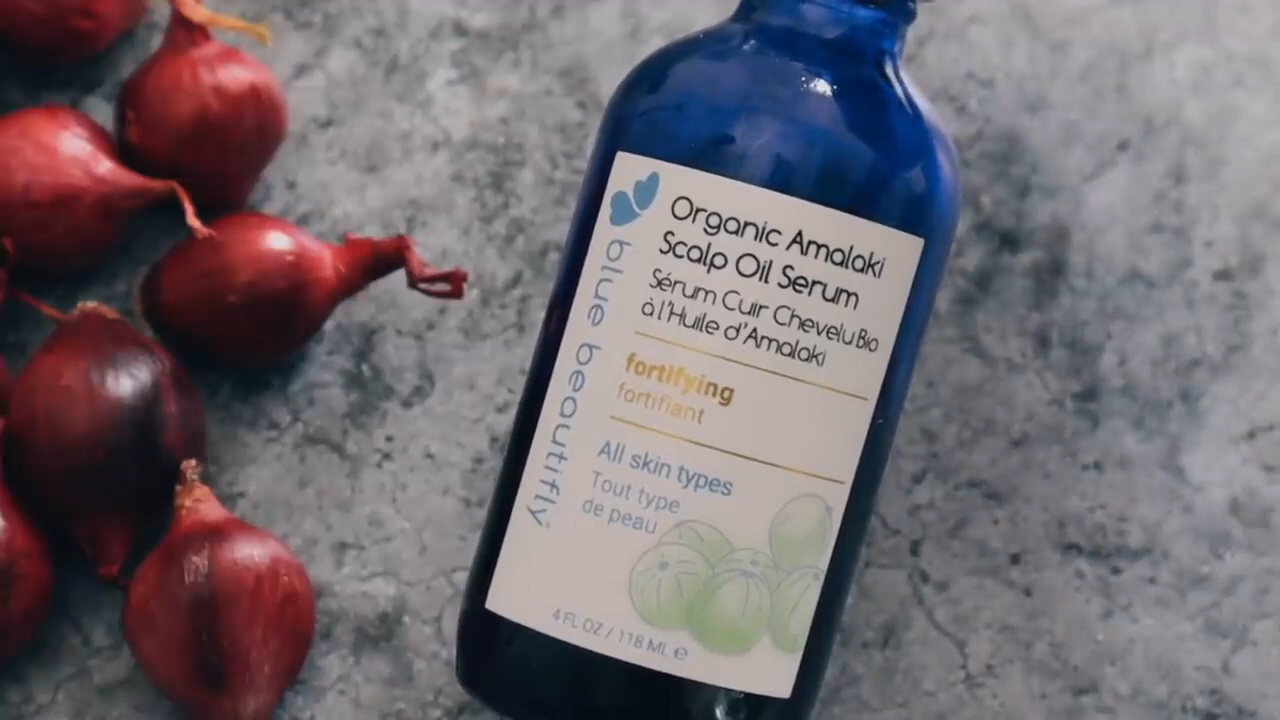 blue beautifly
Organic Amalaki
Scalp Oil Serum
Sérum Cuir Chevelu Bio
à l'Huile d'Amalaki
fortifying
fortifiant
All skin types
Tout type
de peau
4 FL OZ / 118 ML ℮